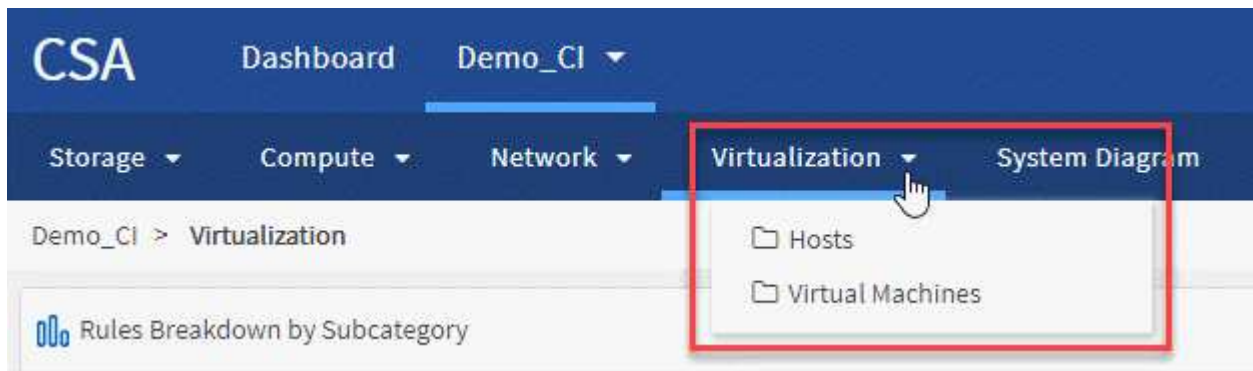 CSA Dashboard Demo_CI
Storage Compute Network Virtualization System Diagram
Demo_CI > Virtualization
Hosts
Virtual Machines
Rules Breakdown by Subcategory